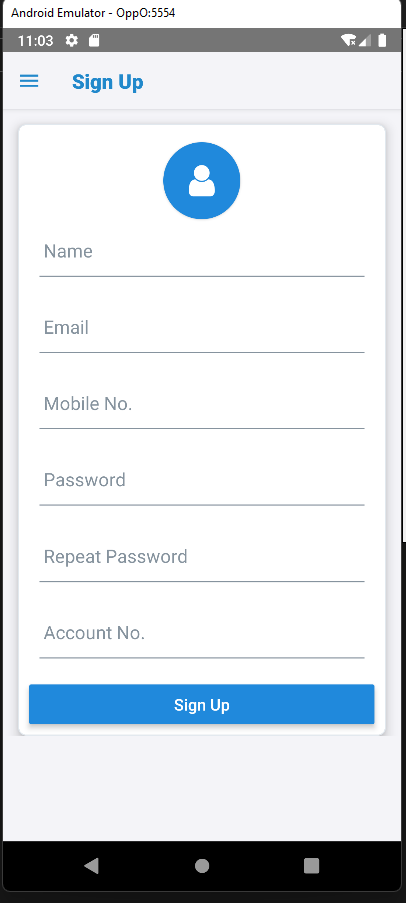 Android Emulator - OppO:5554
11:03
Sign Up
Name
Email
Mobile No.
Password
Repeat Password
Account No.
Sign Up